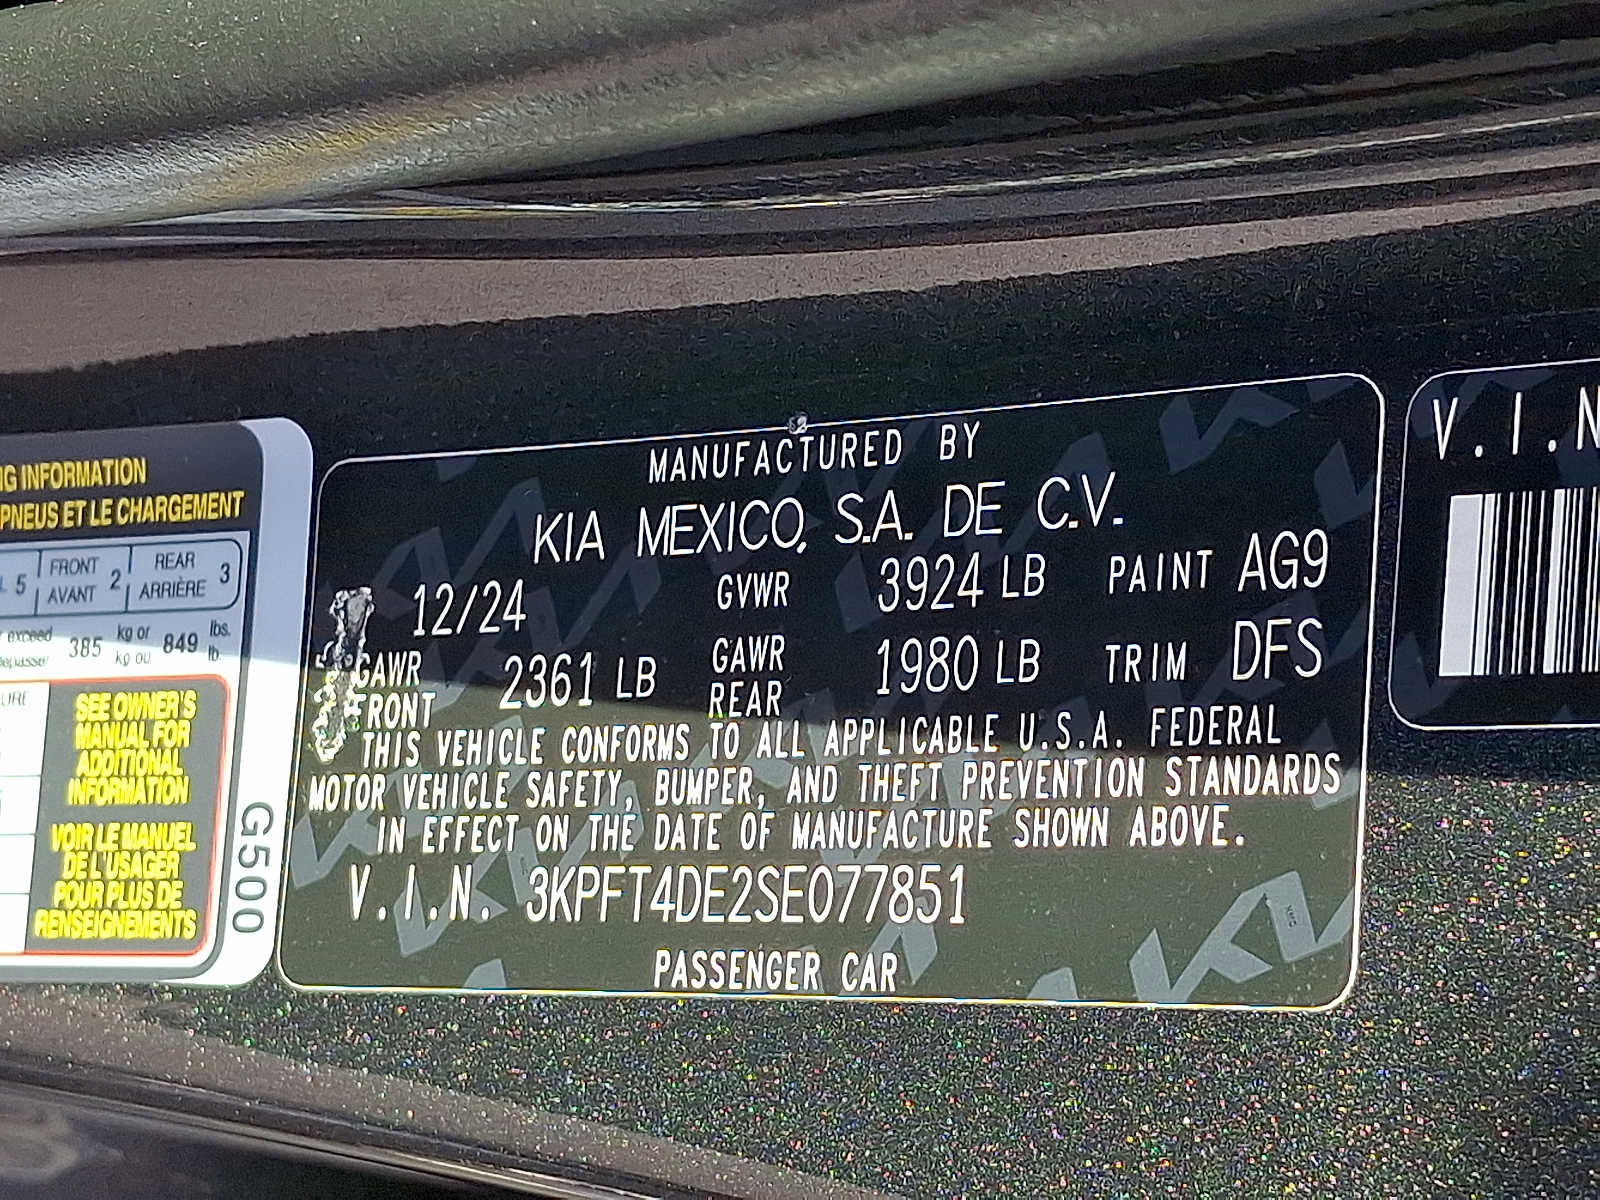 NG INFORMATION
PNEUS ET LE CHARGEMENT
L 5 FRONT AVANT 2 REAR ARRIÈRE 3
exceed 385 kg or kg ou 849 lbs. lb.
SEE OWNER'S
MANUAL FOR
ADDITIONAL
INFORMATION
VOIR LE MANUEL
DE L'USAGER
POUR PLUS DE
RENSEIGNEMENTS
G500
MANUFACTURED BY
KIA MEXICO, S.A. DE C.V.
12/24 GVWR 3924 LB PAINT AG9
GAWR FRONT 2361 LB GAWR REAR 1980 LB TRIM DFS
THIS VEHICLE CONFORMS TO ALL APPLICABLE U.S.A. FEDERAL
MOTOR VEHICLE SAFETY, BUMPER, AND THEFT PREVENTION STANDARDS
IN EFFECT ON THE DATE OF MANUFACTURE SHOWN ABOVE.
V.I.N. 3KPFT4DE2SE077851
PASSENGER CAR
V.I.N